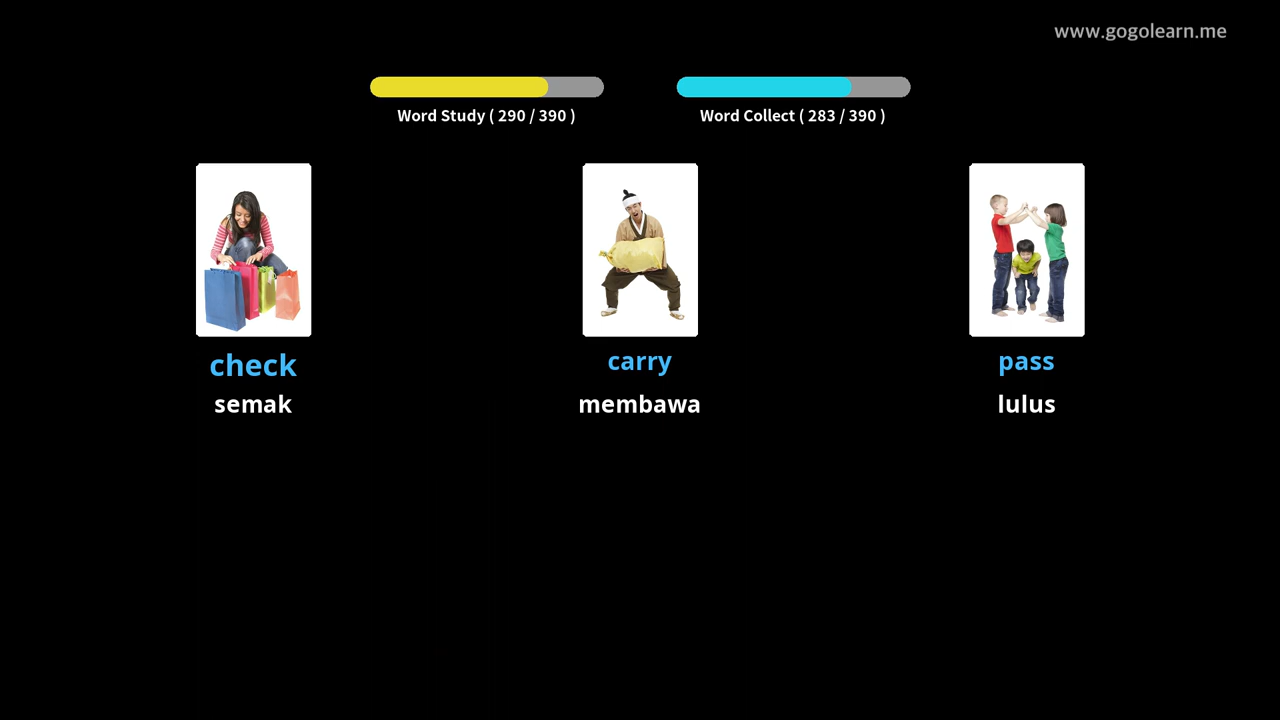 www.gogolearn.me
Word Study ( 290 / 390 )
Word Collect ( 283 / 390 )
check
carry
pass
semak
membawa
lulus